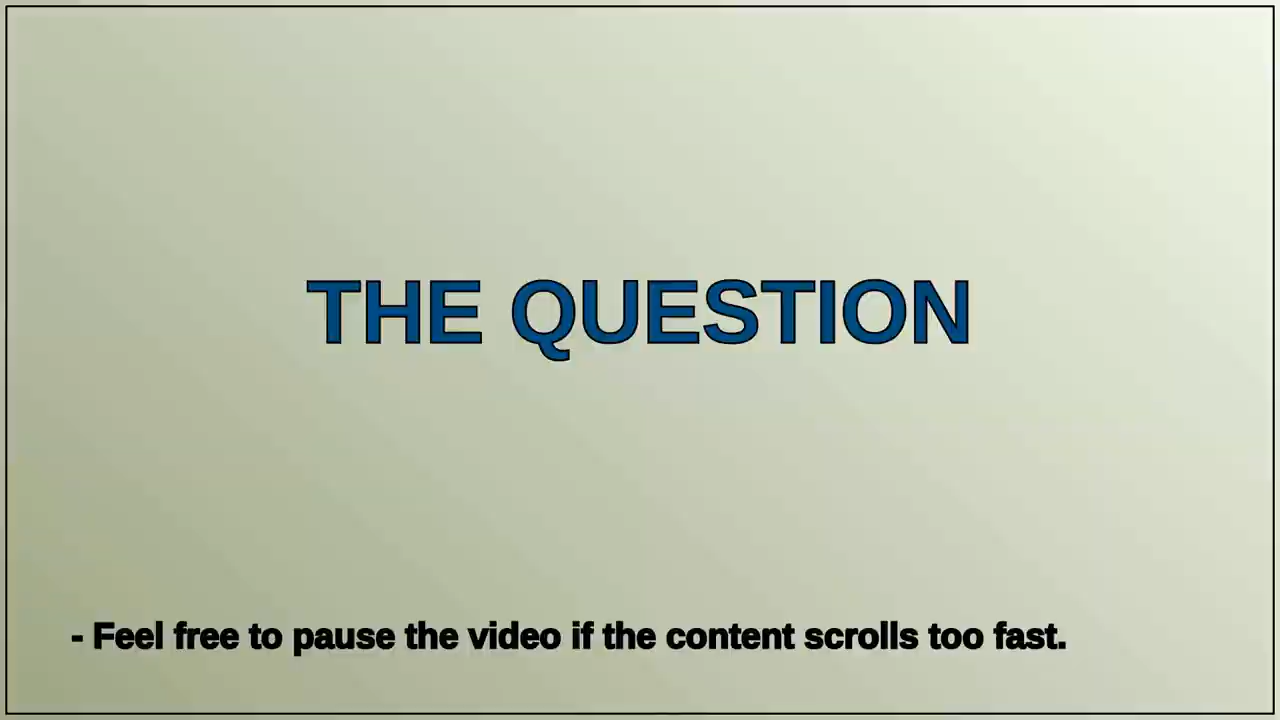 THE QUESTION
- Feel free to pause the video if the content scrolls too fast.